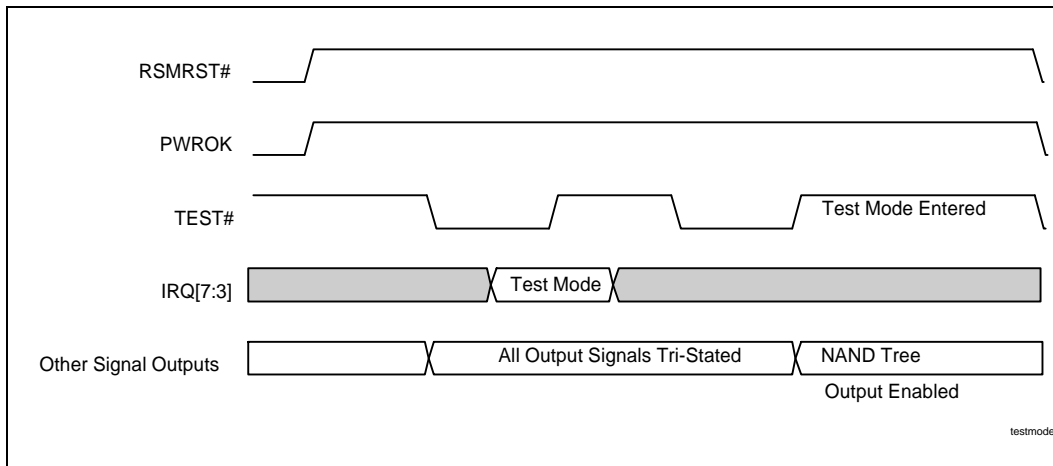 RSMRST#
PWROK
TEST#
Test Mode Entered
IRQ[7:3]
Test Mode
Other Signal Outputs
All Output Signals Tri-Stated
NAND Tree
Output Enabled
testmode